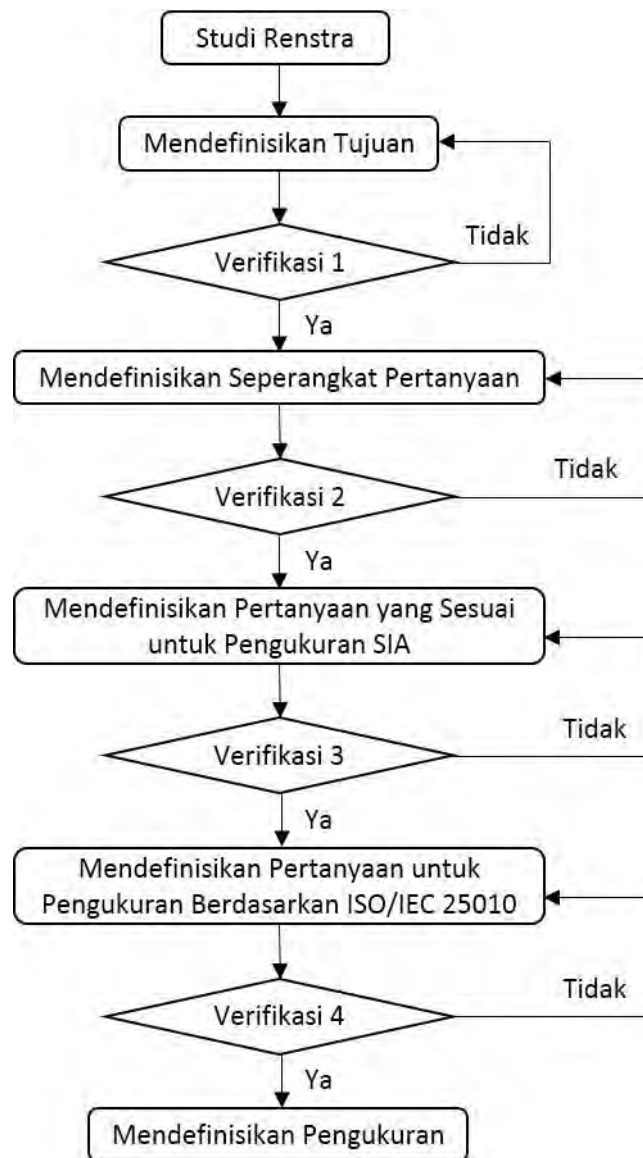 Studi Renstra
Mendefinisikan Tujuan
Tidak
Verifikasi 1
Ya
Mendefinisikan Seperangkat Pertanyaan
Tidak
Verifikasi 2
Ya
Mendefinisikan Pertanyaan yang Sesuai
untuk Pengukuran SIA
Tidak
Verifikasi 3
Ya
Mendefinisikan Pertanyaan untuk
Pengukuran Berdasarkan ISO/IEC 25010
Tidak
Verifikasi 4
Ya
Mendefinisikan Pengukuran